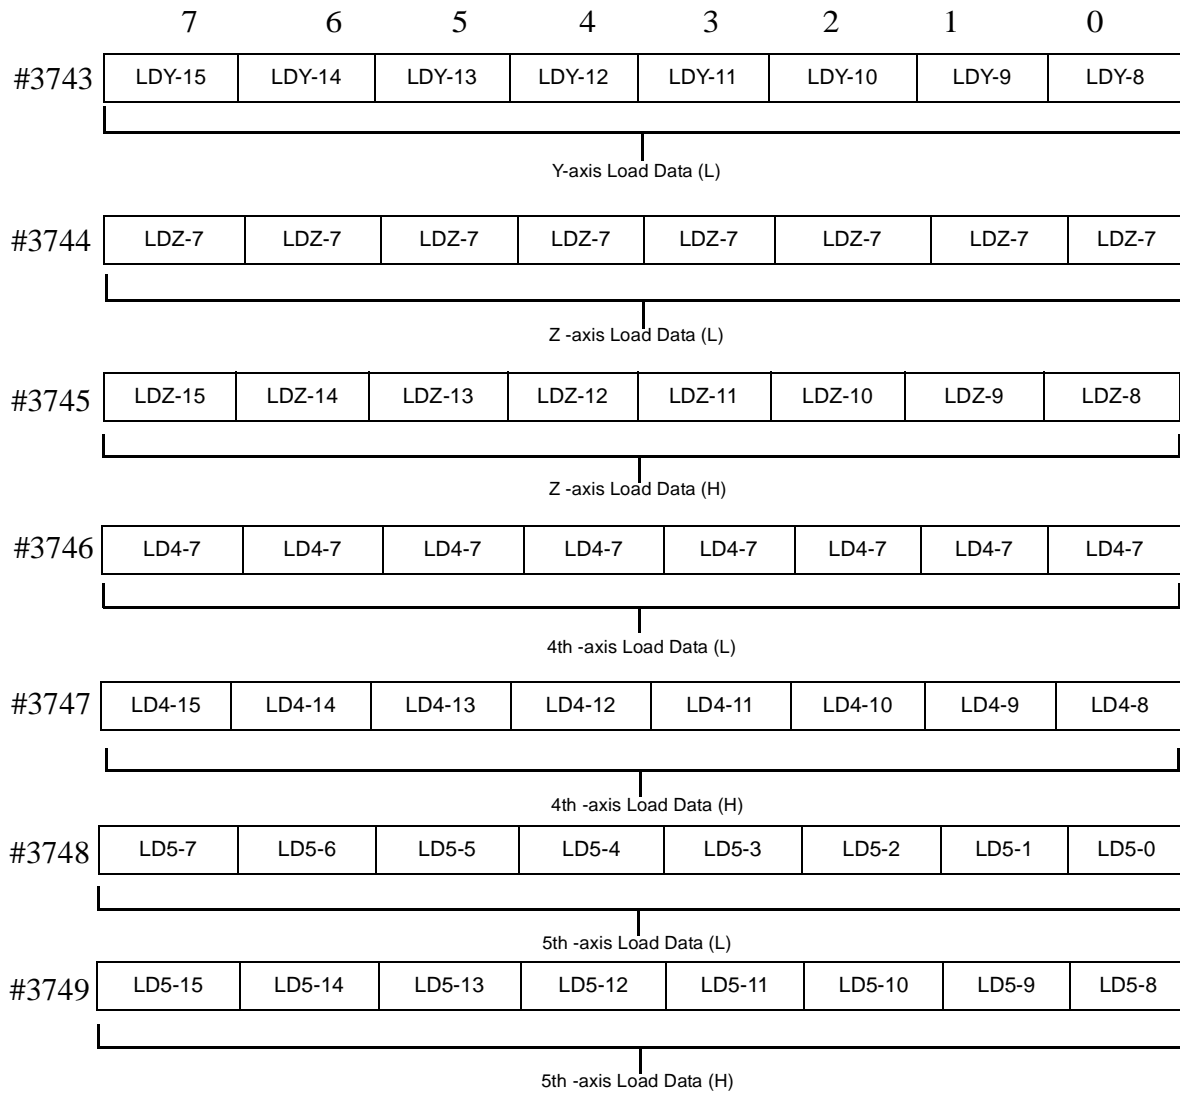 7 6 5 4 3 2 1 0
#3743 LDY-15 LDY-14 LDY-13 LDY-12 LDY-11 LDY-10 LDY-9 LDY-8
Y-axis Load Data (L)
#3744 LDZ-7 LDZ-7 LDZ-7 LDZ-7 LDZ-7 LDZ-7 LDZ-7 LDZ-7
Z -axis Load Data (L)
#3745 LDZ-15 LDZ-14 LDZ-13 LDZ-12 LDZ-11 LDZ-10 LDZ-9 LDZ-8
Z -axis Load Data (H)
#3746 LD4-7 LD4-7 LD4-7 LD4-7 LD4-7 LD4-7 LD4-7 LD4-7
4th -axis Load Data (L)
#3747 LD4-15 LD4-14 LD4-13 LD4-12 LD4-11 LD4-10 LD4-9 LD4-8
4th -axis Load Data (H)
#3748 LD5-7 LD5-6 LD5-5 LD5-4 LD5-3 LD5-2 LD5-1 LD5-0
5th -axis Load Data (L)
#3749 LD5-15 LD5-14 LD5-13 LD5-12 LD5-11 LD5-10 LD5-9 LD5-8
5th -axis Load Data (H)